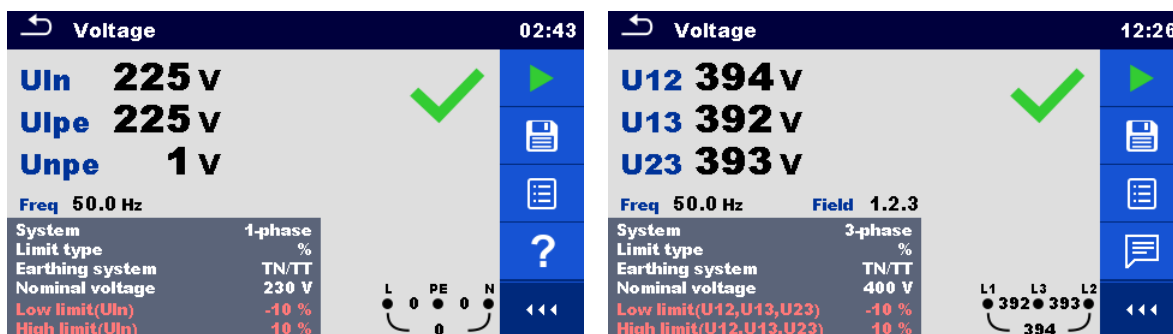 Voltage 02:43
Uln 225 V
Ulpe 225 V
Unpe 1 V
Freq 50.0 Hz
System 1-phase
Limit type %
Earthing system TN/TT
Nominal voltage 230 V
Low limit(Uln) -10 %
High limit(Uln) 10 %
?
L PE N
0 0
0
Voltage 12:26
U12 394 V
U13 392 V
U23 393 V
Freq 50.0 Hz Field 1.2.3
System 3-phase
Limit type %
Earthing system TN/TT
Nominal voltage 400 V
Low limit(U12,U13,U23) -10 %
High limit(U12,U13,U23) 10 %
L1 L3 L2
392 393
394